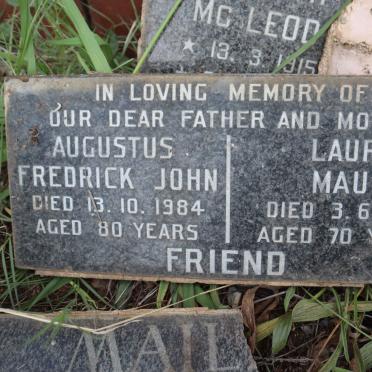 MC LEOD
* 13.3.1915
IN LOVING MEMORY OF
OUR DEAR FATHER AND MO
AUGUSTUS
FREDRICK JOHN
DIED 13.10.1984
AGED 80 YEARS
LAUR
MAU
DIED 3.6
AGED 70 Y
FRIEND
MAIL